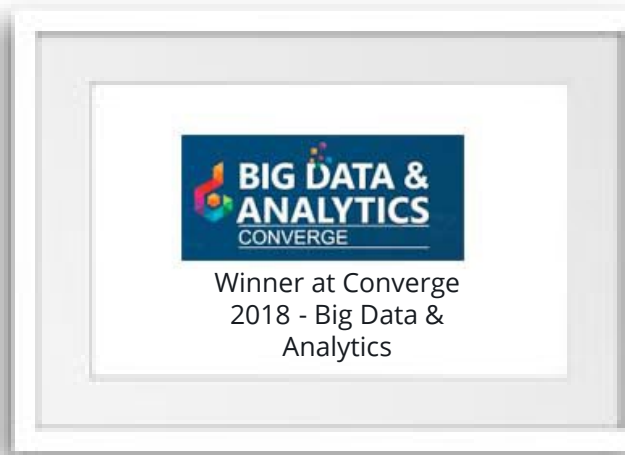 BIG DATA &
ANALYTICS
CONVERGE
Winner at Converge
2018 - Big Data &
Analytics